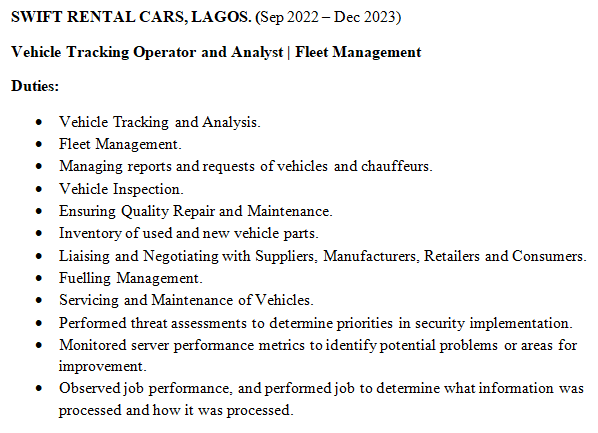 SWIFT RENTAL CARS, LAGOS. (Sep 2022 – Dec 2023)
Vehicle Tracking Operator and Analyst | Fleet Management
Duties:
• Vehicle Tracking and Analysis.
• Fleet Management.
• Managing reports and requests of vehicles and chauffeurs.
• Vehicle Inspection.
• Ensuring Quality Repair and Maintenance.
• Inventory of used and new vehicle parts.
• Liaising and Negotiating with Suppliers, Manufacturers, Retailers and Consumers.
• Fuelling Management.
• Servicing and Maintenance of Vehicles.
• Performed threat assessments to determine priorities in security implementation.
• Monitored server performance metrics to identify potential problems or areas for
improvement.
• Observed job performance, and performed job to determine what information was
processed and how it was processed.